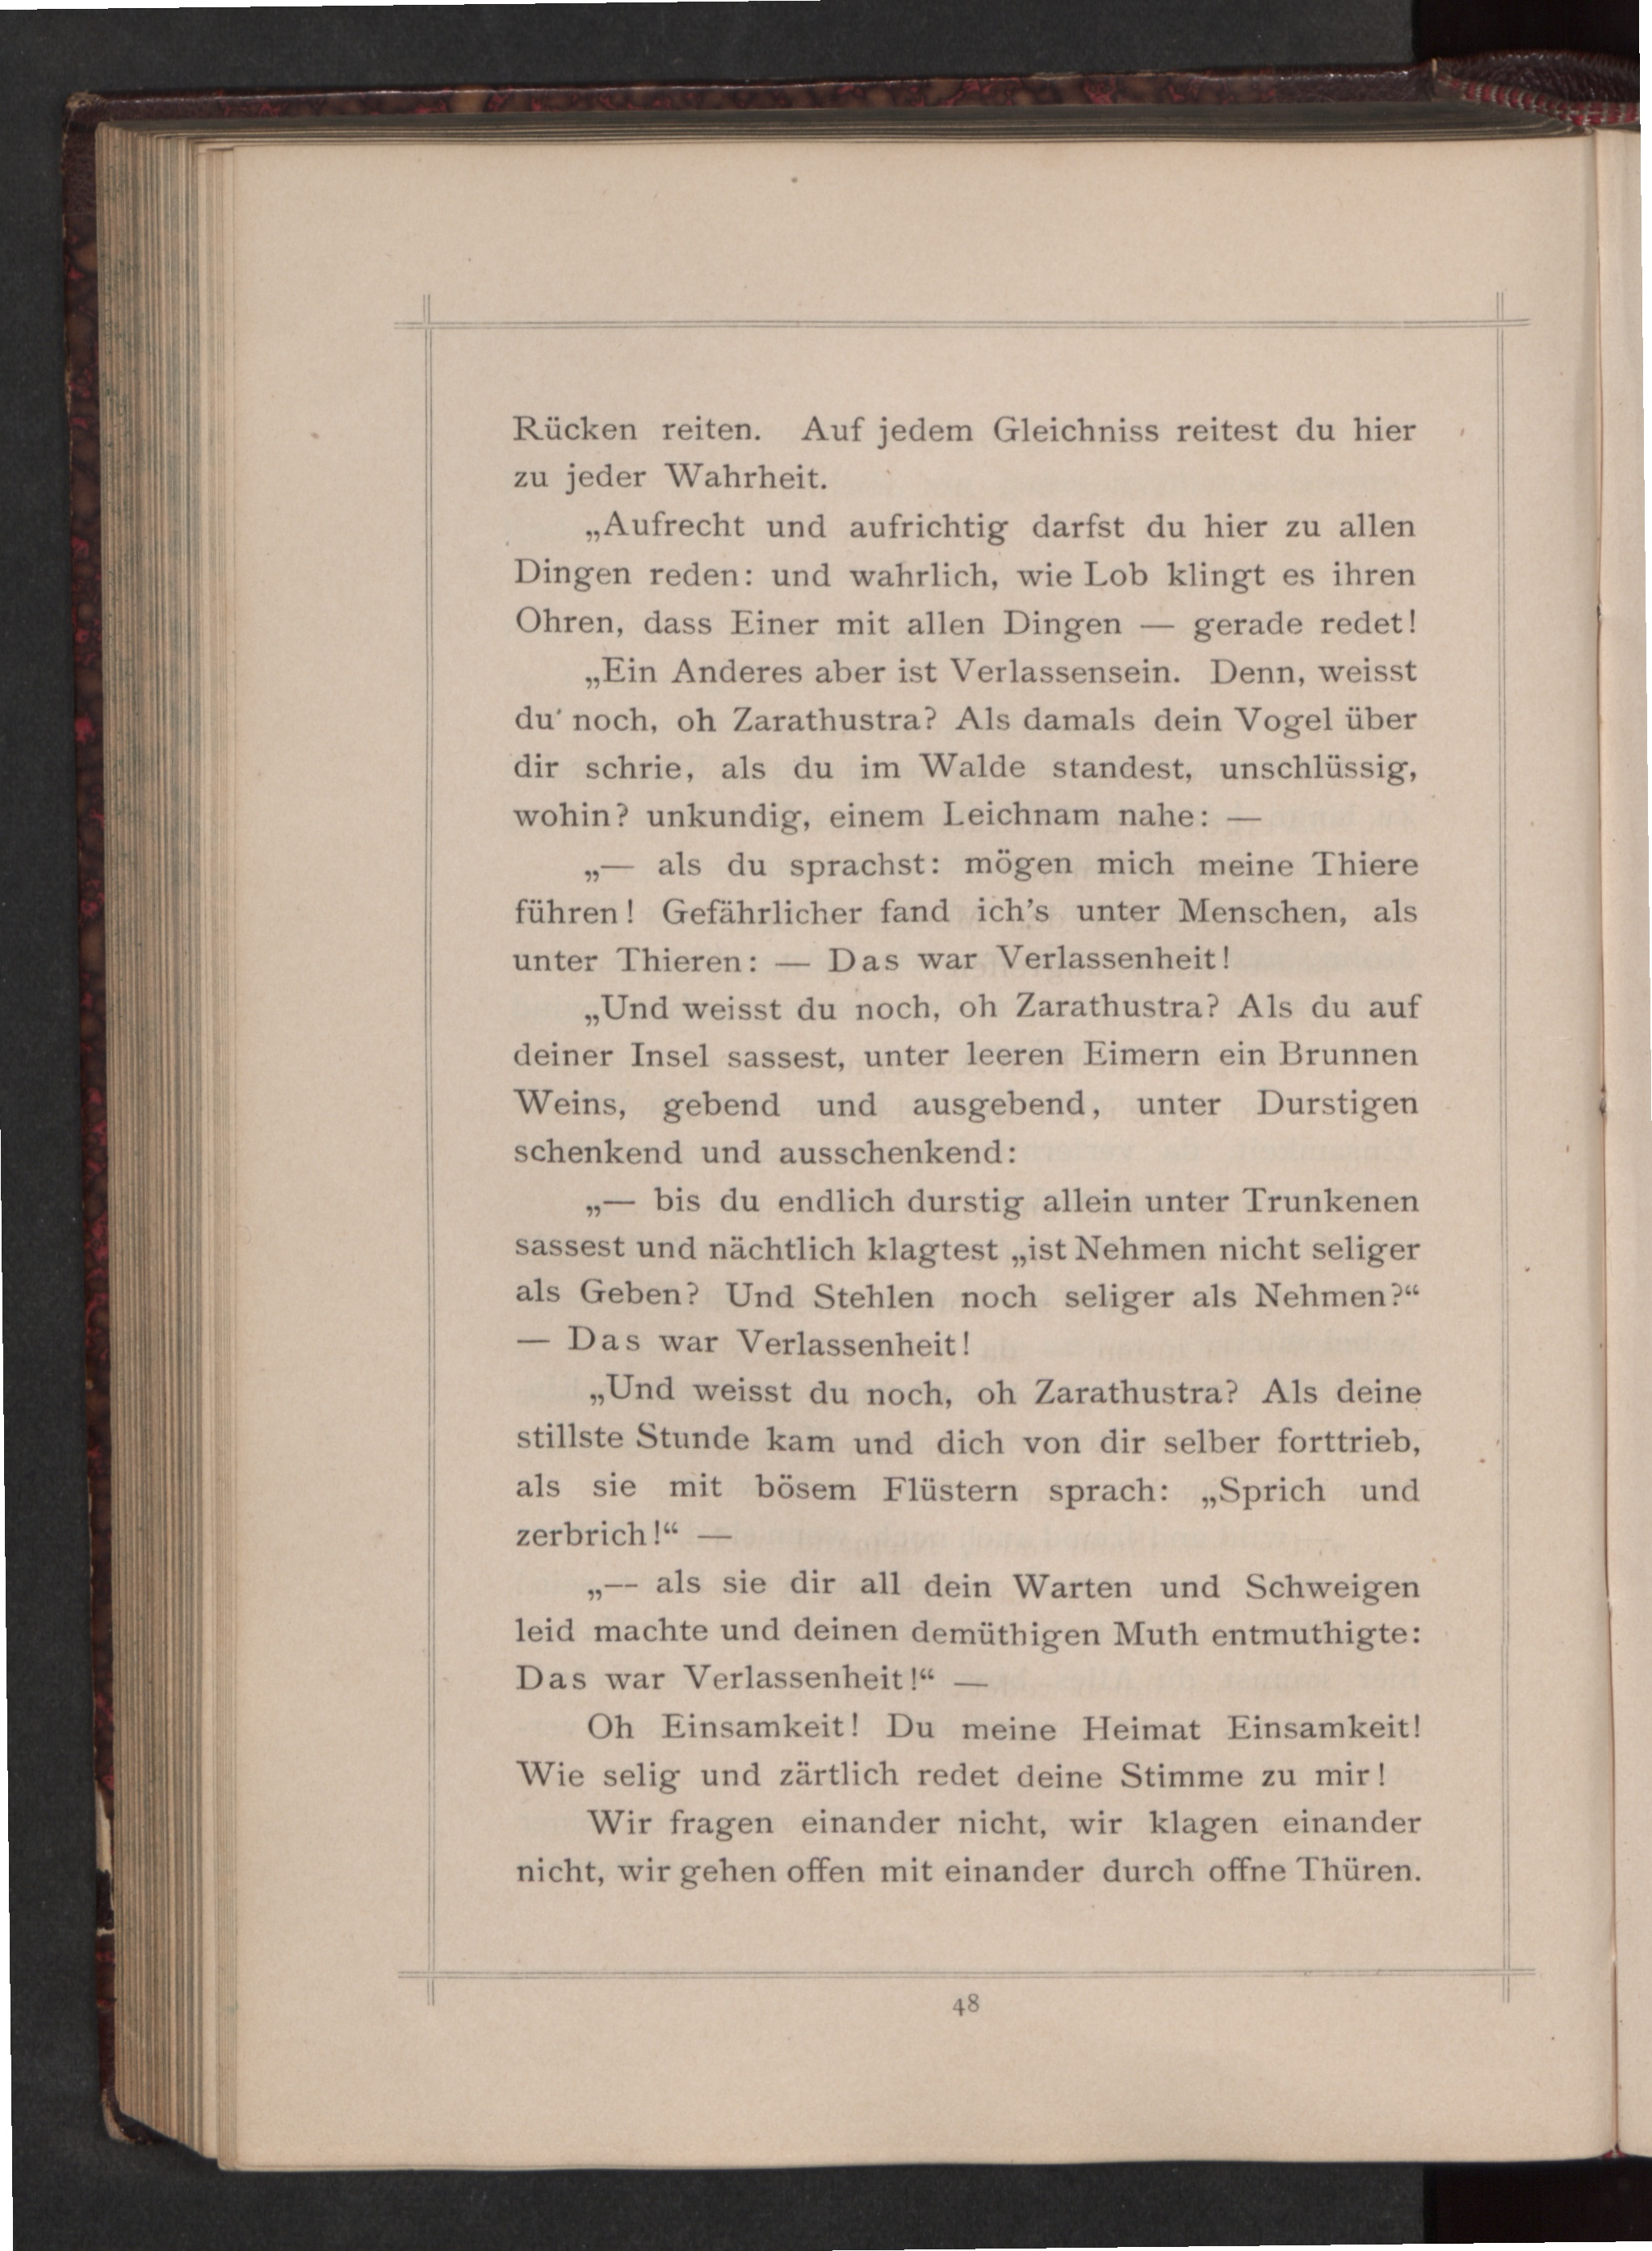 Rücken reiten. Auf jedem Gleichniss reitest du hier
zu jeder Wahrheit.
„Aufrecht und aufrichtig darfst du hier zu allen
Dingen reden: und wahrlich, wie Lob klingt es ihren
Ohren, dass Einer mit allen Dingen — gerade redet!
„Ein Anderes aber ist Verlassensein. Denn, weisst
du noch, oh Zarathustra? Als damals dein Vogel über
dir schrie, als du im Walde standest, unschlüssig,
wohin? unkundig, einem Leichnam nahe: —
„— als du sprachst: mögen mich meine Thiere
führen! Gefährlicher fand ich's unter Menschen, als
unter Thieren: — Das war Verlassenheit!
„Und weisst du noch, oh Zarathustra? Als du auf
deiner Insel sassest, unter leeren Eimern ein Brunnen
Weins, gebend und ausgebend, unter Durstigen
schenkend und ausschenkend:
„— bis du endlich durstig allein unter Trunkenen
sassest und nächtlich klagtest „ist Nehmen nicht seliger
als Geben? Und Stehlen noch seliger als Nehmen?“
— Das war Verlassenheit!
„Und weisst du noch, oh Zarathustra? Als deine
stillste Stunde kam und dich von dir selber forttrieb,
als sie mit bösem Flüstern sprach: „Sprich und
zerbrich!“ —
„— als sie dir all dein Warten und Schweigen
leid machte und deinen demüthigen Muth entmuthigte:
Das war Verlassenheit!“ —
Oh Einsamkeit! Du meine Heimat Einsamkeit!
Wie selig und zärtlich redet deine Stimme zu mir!
Wir fragen einander nicht, wir klagen einander
nicht, wir gehen offen mit einander durch offne Thüren.
48